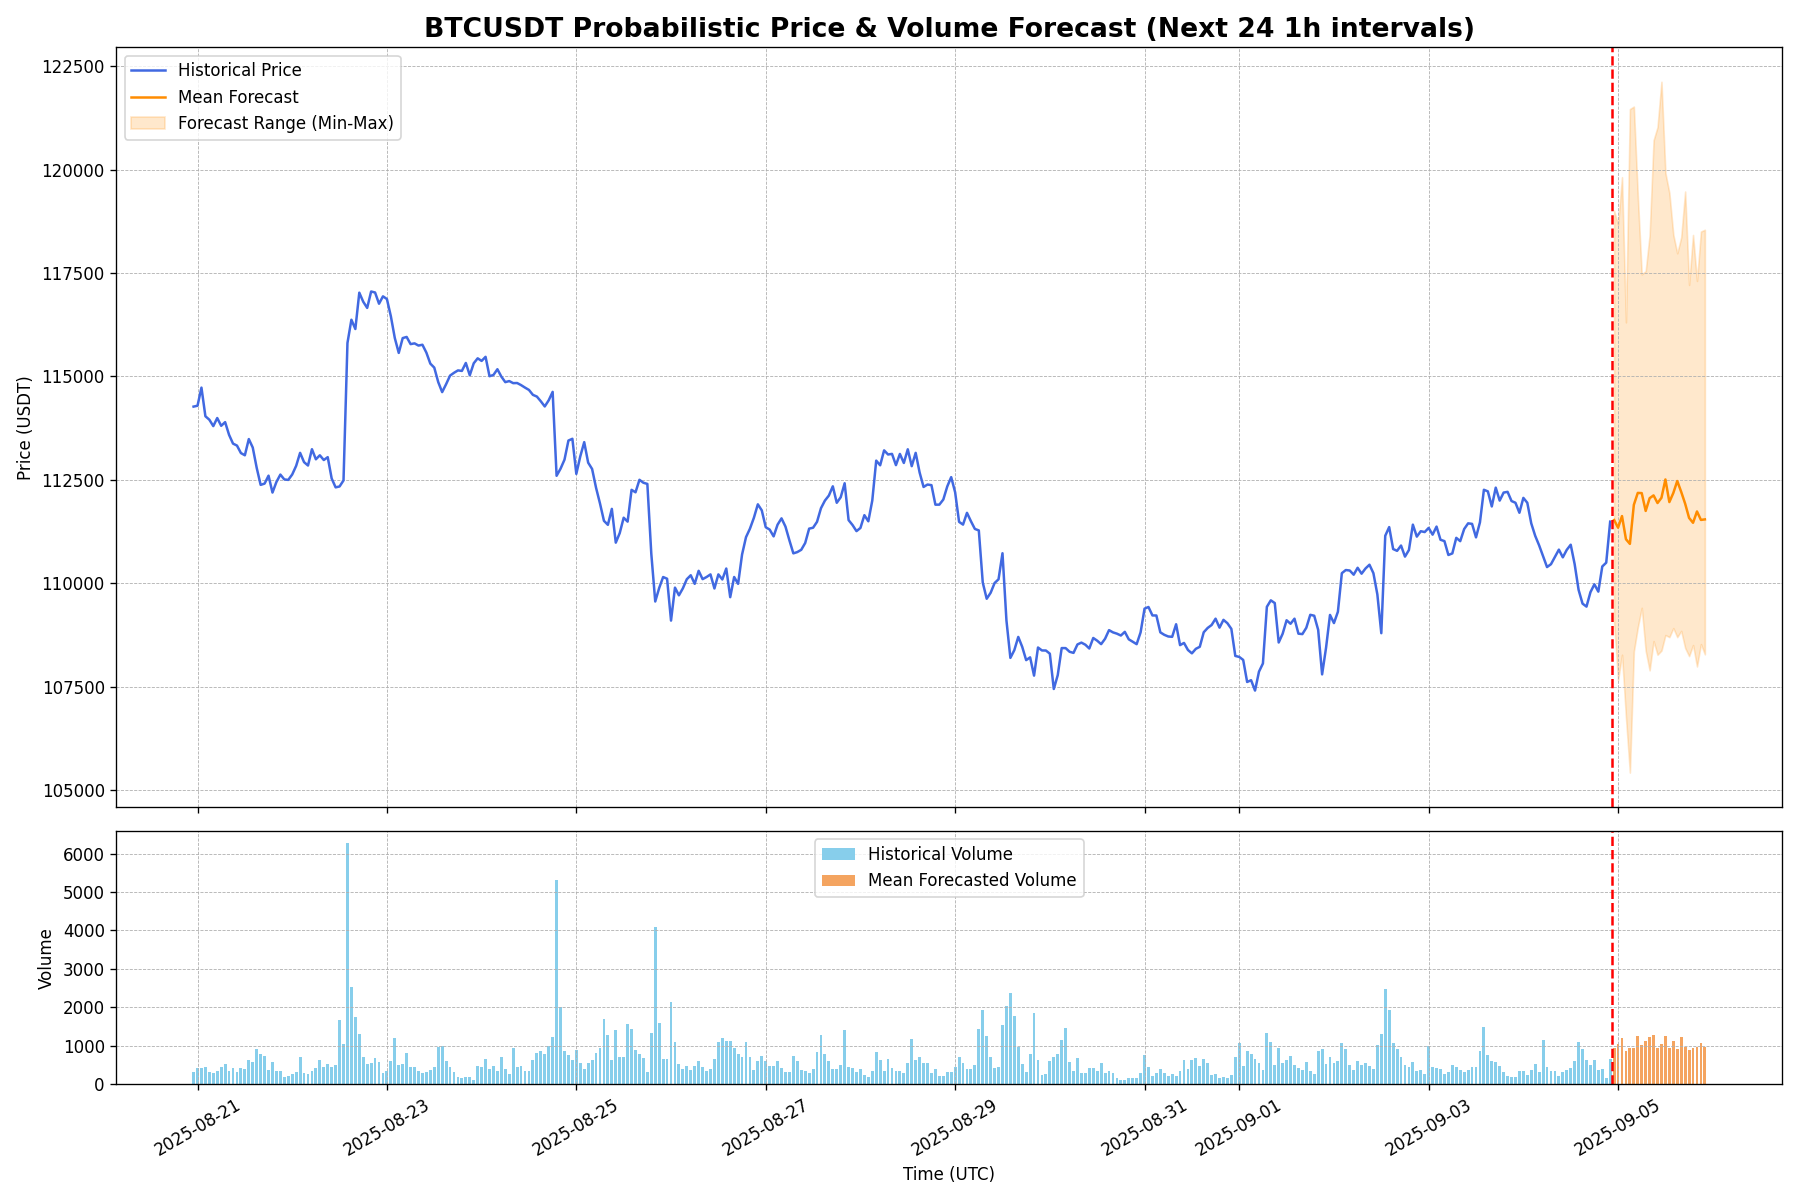 BTCUSDT Probabilistic Price & Volume Forecast (Next 24 1h intervals)
Historical Price
Mean Forecast
Forecast Range (Min-Max)
Price (USDT)
122500
120000
117500
115000
112500
110000
107500
105000
Historical Volume
Mean Forecasted Volume
Volume
6000
5000
4000
3000
2000
1000
0
2025-08-21
2025-08-23
2025-08-25
2025-08-27
2025-08-29
2025-08-31
2025-09-01
2025-09-03
2025-09-05
Time (UTC)